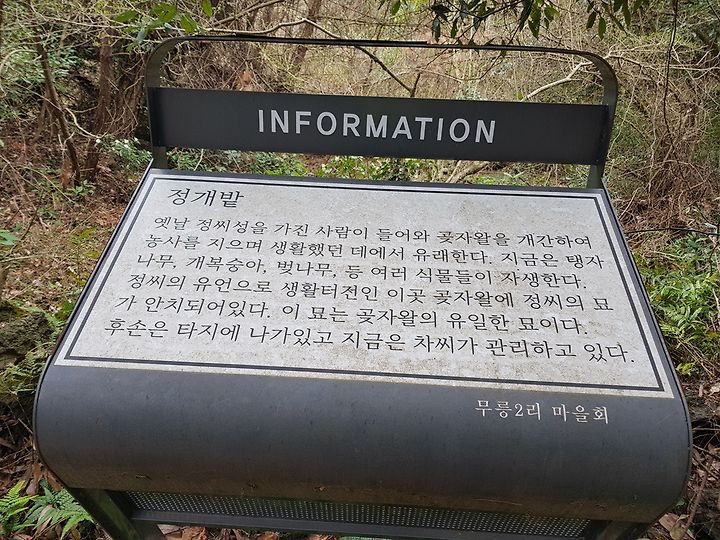 INFORMATION
정개밭
옛날 정씨성을 가진 사람이 들어와 곶자왈을 개간하여
농사를 지으며 생활했던 데에서 유래한다. 지금은 탱자
나무, 개복숭아, 벚나무, 등 여러 식물들이 자생한다.
정씨의 유언으로 생활터전인 이곳 곶자왈에 정씨의 묘
가 안치되어있다. 이 묘는 곶자왈의 유일한 묘이다.
후손은 타지에 나가있고 지금은 차씨가 관리하고 있다.
무릉2리 마을회